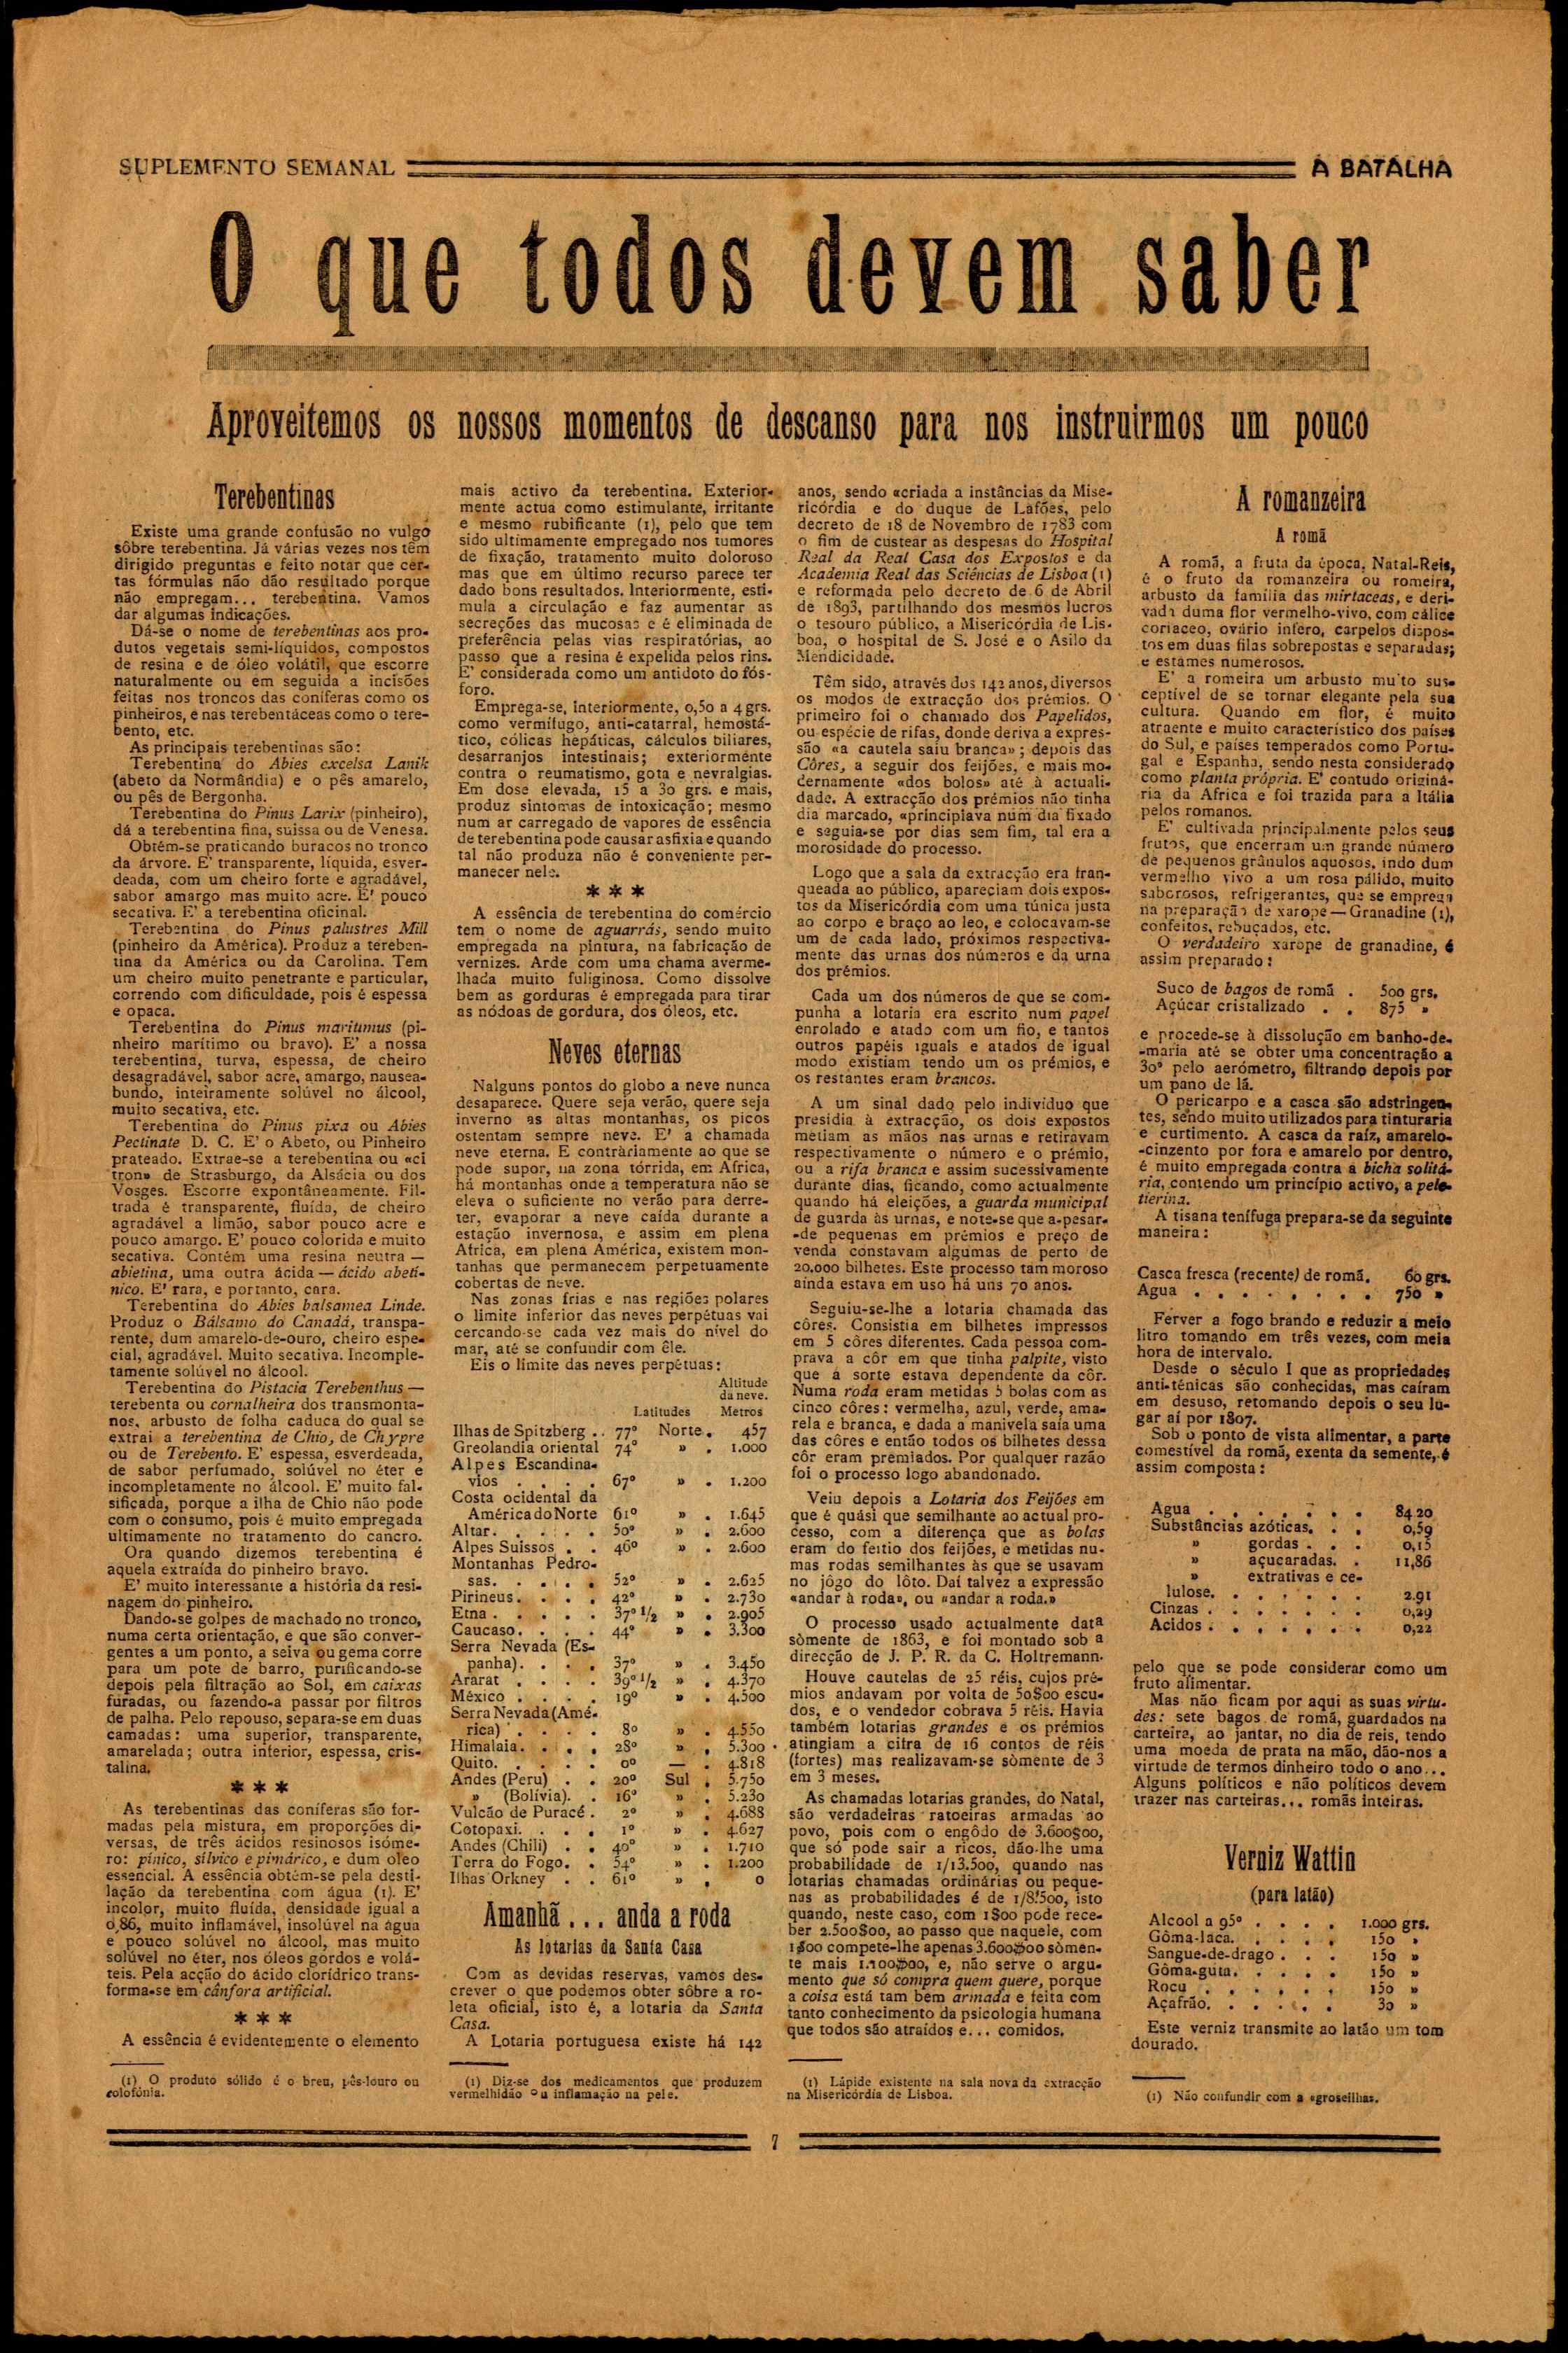 SUPLEMENTO SEMANAL
A BATALHA
O que todos devem saber
Aproveitemos os nossos momentos de descanso para nos instruirmos um pouco
Terebentinas
Existe uma grande confusão no vulgo
sôbre terebentina. Já várias vezes nos têm
dirigido preguntas e feito notar que cer-
tas fórmulas não dão resultado porque
não empregam... terebentina. Vamos
dar algumas indicações.
Dá-se o nome de terebentinas aos pro-
dutos vegetais semi-líquidos, compostos
de resina e de óleo volátil, que escorre
naturalmente ou em seguida a incisões
feitas nos troncos das coníferas como os
pinheiros, e nas terebentáceas como o tere-
bento, etc.
As principais terebentinas são:
Terebentina do Abies excelsa Lanik
(abeto da Normândia) e o pês amarelo,
ou pês de Bergonha.
Terebentina do Pinus Larix (pinheiro),
dá a terebentina fina, suissa ou de Venesa.
Obtém-se praticando buracos no tronco
da árvore. E' transparente, líquida, esver-
deada, com um cheiro forte e agradável,
sabor amargo mas muito acre. E' pouco
secativa. E' a terebentina oficinal.
Terebentina do Pinus palustres Mill
(pinheiro da América). Produz a tereben-
tina da América ou da Carolina. Tem
um cheiro muito penetrante e particular,
correndo com dificuldade, pois é espessa
e opaca.
Terebentina do Pinus maritimus (pi-
nheiro marítimo ou bravo). E' a nossa
terebentina, turva, espessa, de cheiro
desagradável, sabor acre, amargo, nausea-
bundo, inteiramente solúvel no álcool,
muito secativa, etc.
Terebentina do Pinus pixa ou Abies
Pectinate D. C. E' o Abeto, ou Pinheiro
prateado. Extrae-se a terebentina ou «ci
tron» de Strasburgo, da Alsácia ou dos
Vosges. Escorre expontâneamente. Fil-
trada é transparente, fluída, de cheiro
agradável a limão, sabor pouco acre e
pouco amargo. E' pouco colorida e muito
secativa. Contém uma resina neutra —
abietina, uma outra ácida — ácido abetí-
nico. E' rara, e portanto, cara.
Terebentina do Abies balsamea Linde.
Produz o Bálsamo do Canadá, transpa-
rente, dum amarelo-de-ouro, cheiro espe-
cial, agradável. Muito secativa. Incomple-
tamente solúvel no álcool.
Terebentina do Pistacia Terebenthus —
terebenta ou cornalheira dos transmonta-
nos, arbusto de folha caduca do qual se
extrai a terebentina de Chio, de Chypre
ou de Terebento. E' espessa, esverdeada,
de sabor perfumado, solúvel no éter e
incompletamente no álcool. E' muito fal-
sificada, porque a ilha de Chio não pode
com o consumo, pois é muito empregada
ultimamente no tratamento do cancro.
Ora quando dizemos terebentina é
aquela extraída do pinheiro bravo.
E' muito interessante a história da resi-
nagem do pinheiro.
Dando-se golpes de machado no tronco,
numa certa orientação, e que são conver-
gentes a um ponto, a seiva ou gema corre
para um pote de barro, purificando-se
depois pela filtração ao Sol, em caixas
furadas, ou fazendo-a passar por filtros
de palha. Pelo repouso, separa-se em duas
camadas: uma superior, transparente,
amarelada; outra inferior, espessa, cris-
talina.
* * *
As terebentinas das coníferas são for-
madas pela mistura, em proporções di-
versas, de três ácidos resinosos isóme-
ro: pínico, sílvico e pimárico, e dum oleo
essencial. A essência obtém-se pela desti-
lação da terebentina com água (1). E'
incolor, muito fluída, densidade igual a
0,86, muito inflamável, insolúvel na água
e pouco solúvel no álcool, mas muito
solúvel no éter, nos óleos gordos e volá-
teis. Pela acção do ácido clorídrico trans-
forma-se em cânfora artificial.
* * *
A essência é evidentemente o elemento
(1) O produto sólido é o breu, pês-louro ou
colofónia.
mais activo da terebentina. Exterior-
mente actua como estimulante, irritante
e mesmo rubificante (1), pelo que tem
sido ultimamente empregado nos tumores
de fixação, tratamento muito doloroso
mas que em último recurso parece ter
dado bons resultados. Interiormente, esti-
mula a circulação e faz aumentar as
secreções das mucosas e é eliminada de
preferência pelas vias respiratórias, ao
passo que a resina é expelida pelos rins.
E' considerada como um antidoto do fós-
foro.
Emprega-se, interiormente, 0,50 a 4 grs.
como vermífugo, anti-catarral, hemostá-
tico, cólicas hepáticas, cálculos biliares,
desarranjos intestinais; exteriormente
contra o reumatismo, gota e nevralgias.
Em dose elevada, 15 a 30 grs. e mais,
produz sintomas de intoxicação; mesmo
num ar carregado de vapores de essência
de terebentina pode causar asfixia e quando
tal não produza não é conveniente per-
manecer nele.
* * *
A essência de terebentina do comércio
tem o nome de aguarrás, sendo muito
empregada na pintura, na fabricação de
vernizes. Arde com uma chama averme-
lhada muito fuliginosa. Como dissolve
bem as gorduras é empregada para tirar
as nódoas de gordura, dos óleos, etc.
Neves eternas
Nalguns pontos do globo a neve nunca
desaparece. Quere seja verão, quere seja
inverno as altas montanhas, os picos
ostentam sempre neve. E' a chamada
neve eterna. E contràriamente ao que se
pode supor, na zona tórrida, em Africa,
há montanhas onde a temperatura não se
eleva o suficiente no verão para derre-
ter, evaporar a neve caída durante a
estação invernosa, e assim em plena
Africa, em plena América, existem mon-
tanhas que permanecem perpetuamente
cobertas de neve.
Nas zonas frias e nas regiões polares
o limite inferior das neves perpétuas vai
cercando-se cada vez mais do nível do
mar, até se confundir com êle.
Eis o limite das neves perpétuas:
Altitude
da neve.
Latitudes Metros
Ilhas de Spitzberg . . 77º Norte . 457
Greolandia oriental 74º » . 1.000
Alpes Escandina-
vios . . . . 67º » . 1.200
Costa ocidental da
América do Norte 61º » . 1.645
Altar. . . . . . 50º » . 2.600
Alpes Suissos . . 46º » . 2.600
Montanhas Pedro-
sas. . . . . . 52º » . 2.625
Pirineus. . . . . 42º » . 2.730
Etna . . . . . . 37º 1/2 » . 2.905
Caucaso. . . . . 44º » . 3.300
Serra Nevada (Es-
panha). . . . . 37º » . 3.450
Ararat . . . . . 39º 1/2 » . 4.370
México . . . . . 19º » . 4.500
Serra Nevada (Amé-
rica) . . . . . 8º » . 4.550
Himalaia. . . . . 28º » . 5.300
Quito. . . . . . 0º — . 4.818
Andes (Peru) . . 20º Sul . 5.750
» (Bolívia). . 16º » . 5.230
Vulcão de Puracé . 2º » . 4.688
Cotopaxi. . . . . 1º » . 4.627
Andes (Chili) . . 40º » . 1.710
Terra do Fogo. . 54º » . 1.200
Ilhas Orkney . . 61º » . 0
Amanhã... anda a roda
As lotarias da Santa Casa
Com as devidas reservas, vamos des-
crever o que podemos obter sôbre a ro-
leta oficial, isto é, a lotaria da Santa
Casa.
A Lotaria portuguesa existe há 142
(1) Diz-se dos medicamentos que produzem
vermelhidão ou inflamação na pele.
anos, sendo «criada a instâncias da Mise-
ricórdia e do duque de Lafões, pelo
decreto de 18 de Novembro de 1783 com
o fim de custear as despesas do Hospital
Real da Real Casa dos Expostos e da
Academia Real das Sciências de Lisboa (1)
e reformada pelo decreto de 6 de Abril
de 1893, partilhando dos mesmos lucros
o tesouro público, a Misericórdia de Lis-
boa, o hospital de S. José e o Asilo da
Mendicidade.
Têm sido, através dos 142 anos, diversos
os modos de extracção dos prémios. O
primeiro foi o chamado dos Papelidos,
ou espécie de rifas, donde deriva a expres-
são «a cautela saiu branca»; depois das
Côres, a seguir dos feijões, e mais mo-
dernamente «dos bolos» até à actuali-
dade. A extracção dos prémios não tinha
dia marcado, «principiava num dia fixado
e seguia-se por dias sem fim, tal era a
morosidade do processo.
Logo que a sala da extracção era fran-
queada ao público, apareciam dois expos-
tos da Misericórdia com uma túnica justa
ao corpo e braço ao leo, e colocavam-se
um de cada lado, próximos respectiva-
mente das urnas dos números e da urna
dos prémios.
Cada um dos números de que se com-
punha a lotaria era escrito num papel
enrolado e atado com um fio, e tantos
outros papéis iguais e atados de igual
modo existiam tendo um os prémios, e
os restantes eram brancos.
A um sinal dado pelo indivíduo que
presidia à extracção, os dois expostos
metiam as mãos nas urnas e retiravam
respectivamente o número e o prémio,
ou a rifa branca e assim sucessivamente
durante dias, ficando, como actualmente
quando há eleições, a guarda municipal
de guarda às urnas, e note-se que a-pesar-
-de pequenas em prémios e preço de
venda constavam algumas de perto de
20.000 bilhetes. Este processo tam moroso
ainda estava em uso há uns 70 anos.
Seguiu-se-lhe a lotaria chamada das
côres. Consistia em bilhetes impressos
em 5 côres diferentes. Cada pessoa com-
prava a côr em que tinha palpite, visto
que a sorte estava dependente da côr.
Numa roda eram metidas 5 bolas com as
cinco côres: vermelha, azul, verde, ama-
rela e branca, e dada a manivela saía uma
das côres e então todos os bilhetes dessa
côr eram premiados. Por qualquer razão
foi o processo logo abandonado.
Veiu depois a Lotaria dos Feijões em
que é quási que semilhante ao actual pro-
cesso, com a diferença que as bolas
eram do feitio dos feijões, e metidas nu-
mas rodas semilhantes às que se usavam
no jôgo do lôto. Daí talvez a expressão
«andar à roda», ou «andar a roda.»
O processo usado actualmente data
sòmente de 1863, e foi montado sob a
direcção de J. P. R. da C. Holtremann.
Houve cautelas de 25 réis, cujos pré-
mios andavam por volta de 50$00 escu-
dos, e o vendedor cobrava 5 réis. Havia
também lotarias grandes e os prémios
atingiam a cifra de 16 contos de réis
(fortes) mas realizavam-se sòmente de 3
em 3 meses.
As chamadas lotarias grandes, do Natal,
são verdadeiras ratoeiras armadas ao
povo, pois com o engôdo de 3.600$00,
que só pode sair a ricos, dão-lhe uma
probabilidade de 1/13.500, quando nas
lotarias chamadas ordinárias ou peque-
nas as probabilidades é de 1/8.500, isto
quando, neste caso, com 1$00 pode rece-
ber 2.500$00, ao passo que naquele, com
1$00 compete-lhe apenas 3.600$00 sòmen-
te mais 1.100$00, e, não serve o argu-
mento que só compra quem quere, porque
a coisa está tam bem armada e feita com
tanto conhecimento da psicologia humana
que todos são atraídos e... comidos.
(1) Lápide existente na sala nova da extracção
na Misericórdia de Lisboa.
A romanzeira
A romã
A romã, a fruta da época, Natal-Reis,
é o fruto da romanzeira ou romeira,
arbusto da família das mirtaceas, e deri-
vada duma flor vermelho-vivo, com cálice
coriaceo, ovário infero, carpelos dispos-
tos em duas filas sobrepostas e separadas;
e estames numerosos.
E' a romeira um arbusto muito sus-
ceptível de se tornar elegante pela sua
cultura. Quando em flor, é muito
atraente e muito característico dos países
do Sul, e países temperados como Portu-
gal e Espanha, sendo nesta considerado
como planta própria. E' contudo originá-
ria da Africa e foi trazida para a Itália
pelos romanos.
E' cultivada principalmente pelos seus
frutos, que encerram um grande número
de pequenos grânulos aquosos, indo dum
vermelho vivo a um rosa pálido, muito
saborosos, refrigerantes, que se emprega
na preparação de xarope — Granadine (1),
confeitos, rebuçados, etc.
O verdadeiro xarope de granadine, é
assim preparado:
Suco de bagos de romã . 500 grs.
Açúcar cristalizado . . 875 »
e procede-se à dissolução em banho-de-
-maria até se obter uma concentração a
30º pelo aerómetro, filtrando depois por
um pano de lã.
O pericarpo e a casca são adstringen-
tes, sendo muito utilizados para tinturaria
e curtimento. A casca da raíz, amarelo-
-cinzento por fora e amarelo por dentro,
é muito empregada contra a bicha solitá-
ria, contendo um princípio activo, a pele-
tierina.
A tisana tenífuga prepara-se da seguinte
maneira:
Casca fresca (recente) de romã. 60 grs.
Agua . . . . . . . . 750 »
Ferver a fogo brando e reduzir a meio
litro tomando em três vezes, com meia
hora de intervalo.
Desde o século I que as propriedades
anti-ténicas são conhecidas, mas caíram
em desuso, retomando depois o seu lu-
gar aí por 1807.
Sob o ponto de vista alimentar, a parte
comestível da romã, exenta da semente, é
assim composta:
Agua . . . . . . . 84 20
Substâncias azóticas. . . 0,59
» gordas . . . 0,15
» açucaradas. . 11,86
» extrativas e ce-
lulose. . . . . . . 2.91
Cinzas . . . . . . . 0,29
Acidos . . . . . . . 0,22
pelo que se pode considerar como um
fruto alimentar.
Mas não ficam por aqui as suas virtu-
des: sete bagos de romã, guardados na
carteira, ao jantar, no dia de reis, tendo
uma moeda de prata na mão, dão-nos a
virtude de termos dinheiro todo o ano...
Alguns políticos e não políticos devem
trazer nas carteiras... romãs inteiras.
Verniz Wattin
(para latão)
Alcool a 95º . . . . 1.000 grs.
Gôma-laca. . . . . 150 »
Sangue-de-drago . . . 150 »
Gôma-guta. . . . . 150 »
Rocu . . . . . . 150 »
Açafrão. . . . . . 30 »
Este verniz transmite ao latão um tom
dourado.
(1) Não confundir com a «groseilha».
7